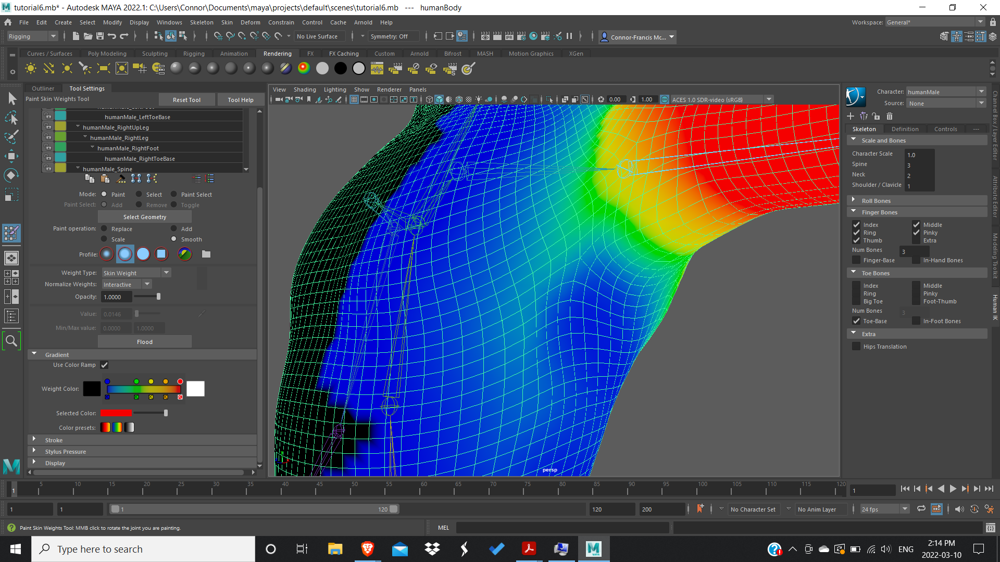 tutorial6.mb* - Autodesk MAYA 2022.1: C:\Users\Connor\Documents\maya\projects\default\scenes\tutorial6.mb   ---   humanBody
File Edit Create Select Modify Display Windows Skeleton Skin Deform Constrain Control Cache Arnold Help
Workspace: General*
Rigging
No Live Surface
Symmetry: Off
Connor-Francis Mc...
Curves / Surfaces Poly Modeling Sculpting Rigging Animation Rendering FX FX Caching Custom Arnold Bifrost MASH Motion Graphics XGen
Outliner Tool Settings
Paint Skin Weights Tool
Reset Tool Tool Help
humanMale_LeftToeBase
humanMale_RightUpLeg
humanMale_RightLeg
humanMale_RightFoot
humanMale_RightToeBase
humanMale_Spine
Mode: Paint Select Paint Select
Paint Select: Add Remove Toggle
Select Geometry
Paint operation: Replace Add
Scale Smooth
Profile:
Weight Type: Skin Weight
Normalize Weights: Interactive
Opacity: 1.0000
Value: 0.0146
Min/Max value: 0.0000 1.0000
Flood
Gradient
Use Color Ramp
Weight Color:
Selected Color:
Color presets:
Stroke
Stylus Pressure
Display
View Shading Lighting Show Renderer Panels
IPR
0.00 1.00 ON ACES 1.0 SDR-video (sRGB)
persp
Character: humanMale
Source: None
Skeleton Definition Controls ---
Scale and Bones
Character Scale 1.0
Spine 3
Neck 2
Shoulder / Clavicle 1
Roll Bones
Finger Bones
Index Middle
Ring Pinky
Thumb Extra
Num Bones 3
Finger-Base In-Hand Bones
Toe Bones
Index Middle
Ring Pinky
Big Toe Foot-Thumb
Num Bones 3
Toe-Base In-Foot Bones
Extra
Hips Translation
Channel Box / Layer Editor
Attribute Editor
Modeling Toolkit
Human IK
5 10 15 20 25 30 35 40 45 50 55 60 65 70 75 80 85 90 95 100 105 110 115 120
1
1
1 1 1 120 120 200 No Character Set No Anim Layer 24 fps
Paint Skin Weights Tool: MMB click to rotate the joint you are painting.
MEL
Type here to search
MAYA
ENG
2:14 PM
2022-03-10